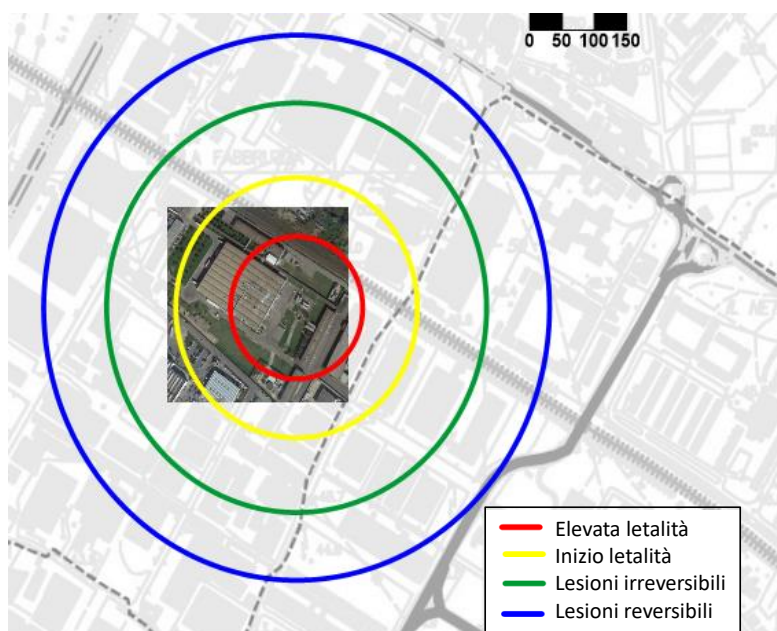 0 50 100 150
Elevata letalità
Inizio letalità
Lesioni irreversibili
Lesioni reversibili